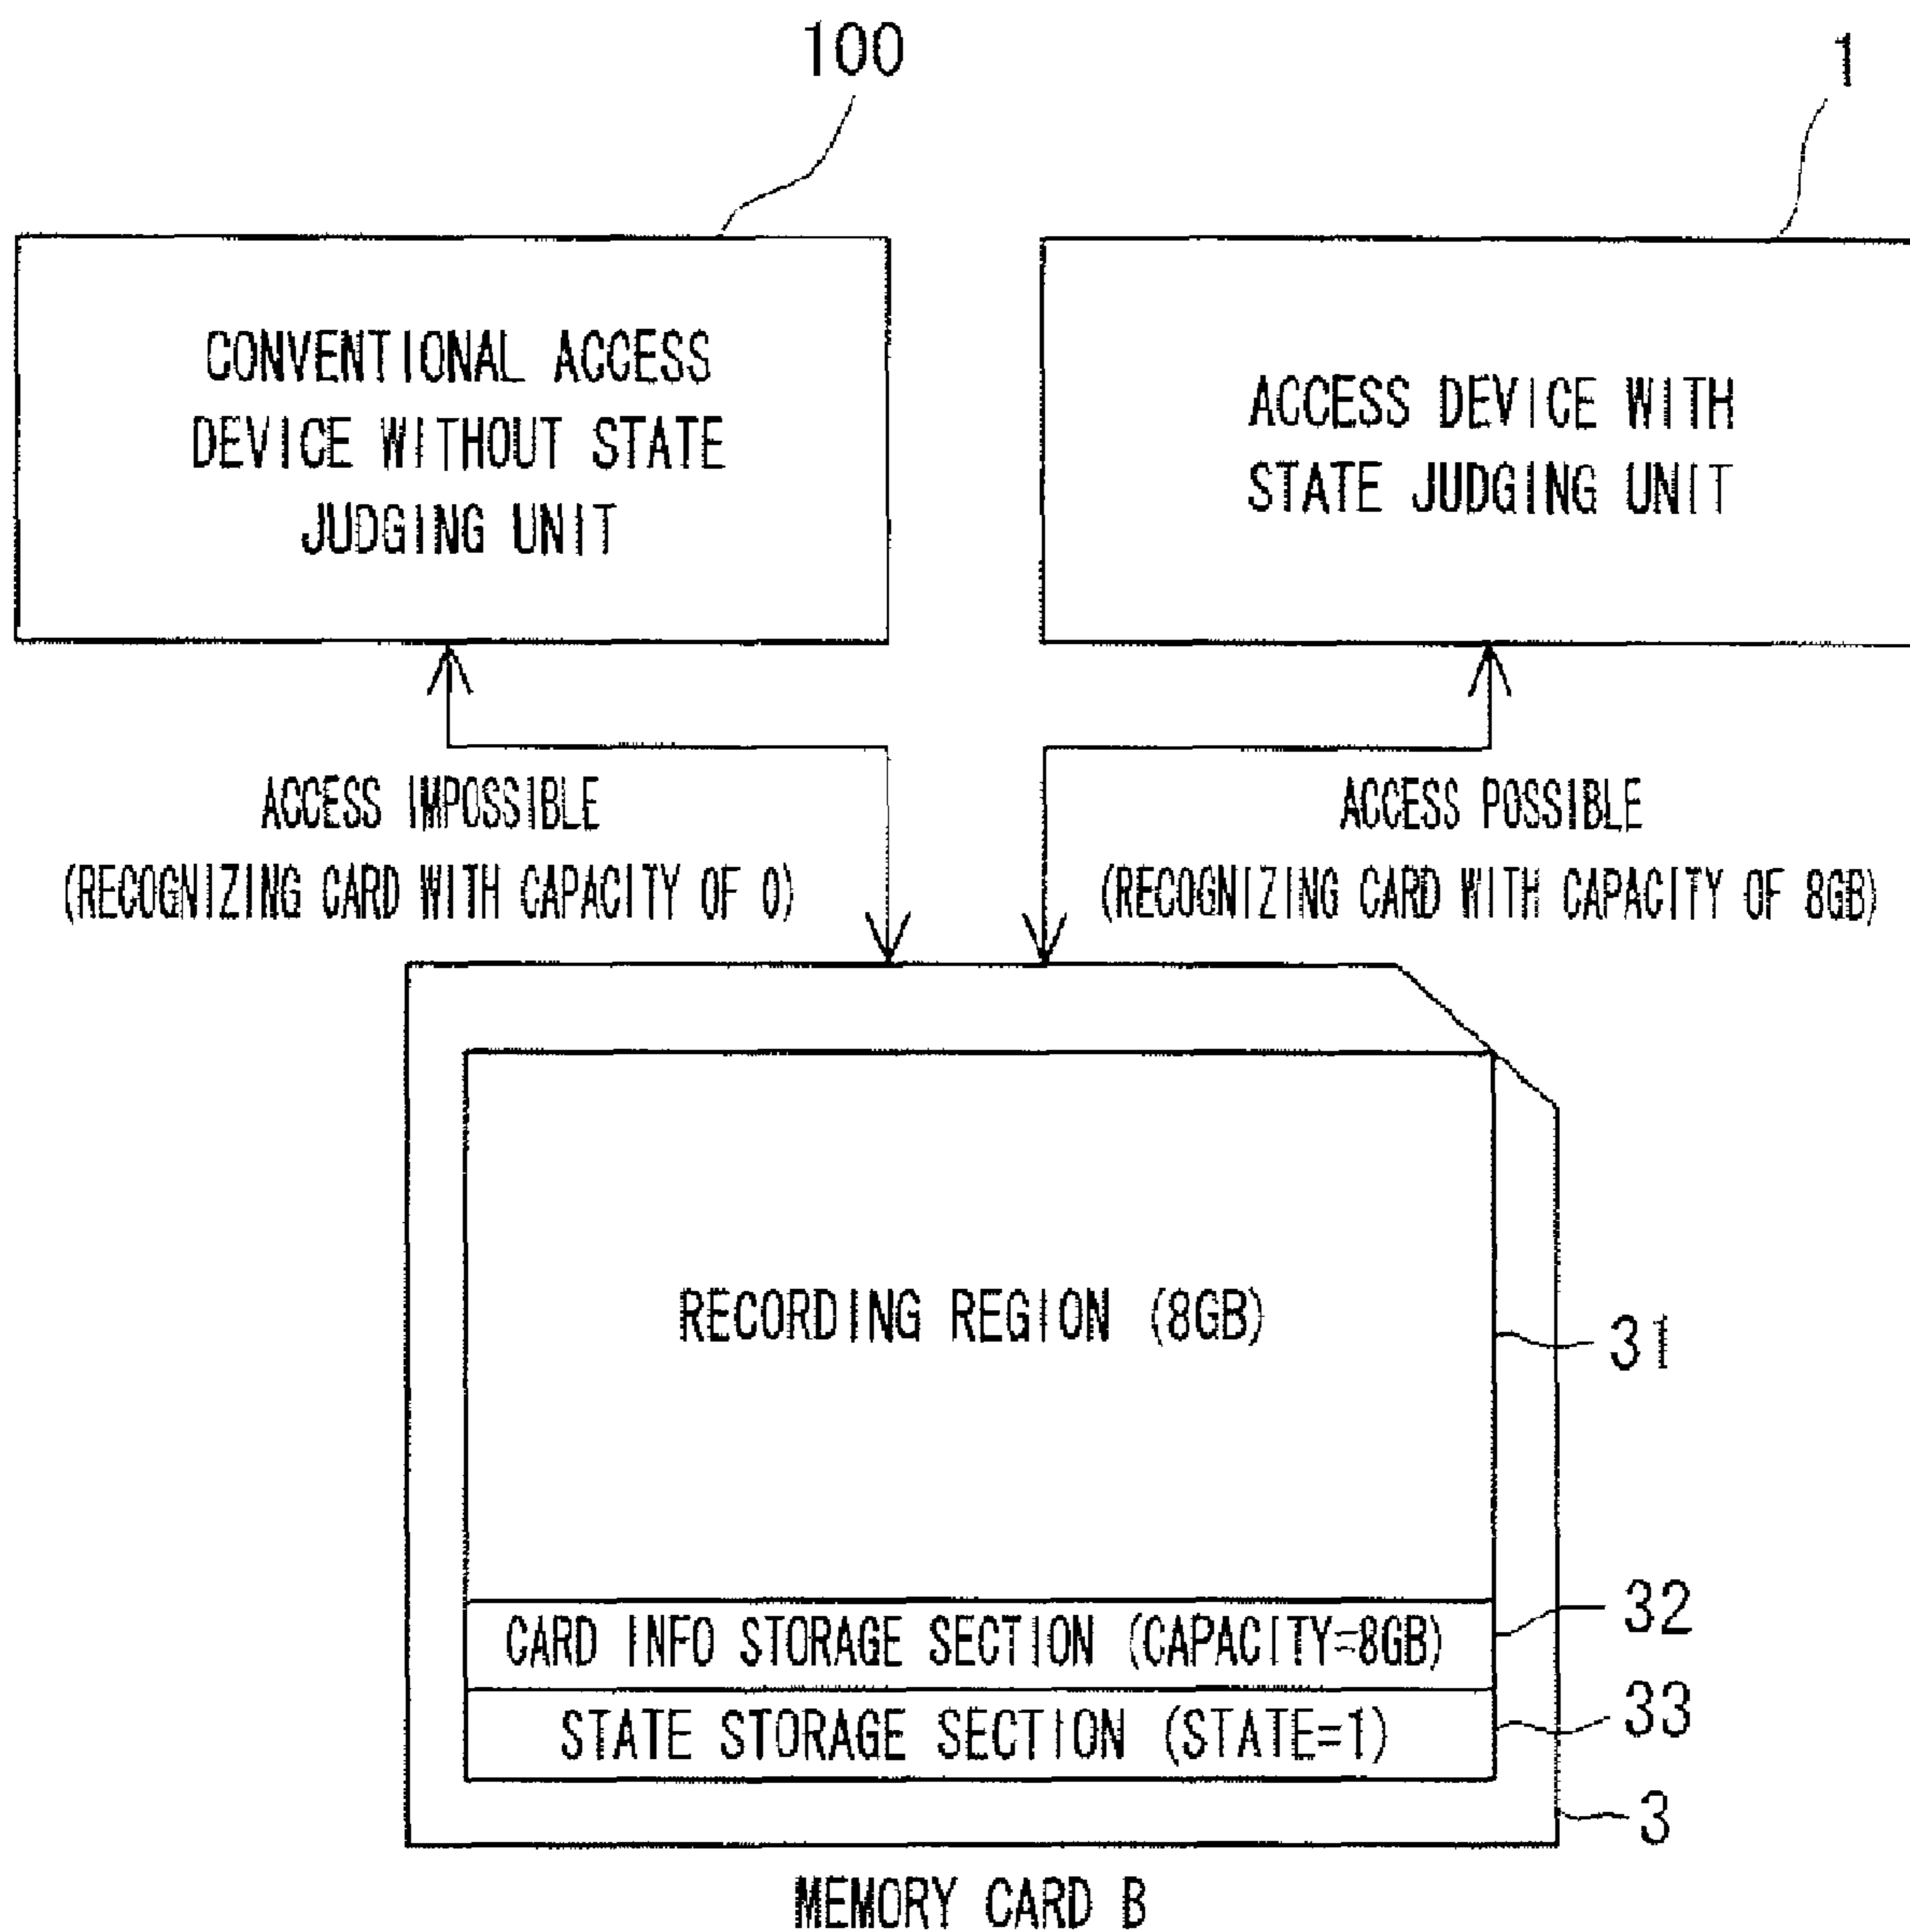 100
1
CONVENTIONAL ACCESS
DEVICE WITHOUT STATE
JUDGING UNIT
ACCESS DEVICE WITH
STATE JUDGING UNIT
ACCESS IMPOSSIBLE
(RECOGNIZING CARD WITH CAPACITY OF 0)
ACCESS POSSIBLE
(RECOGNIZING CARD WITH CAPACITY OF 8GB)
RECORDING REGION (8GB)
31
CARD INFO STORAGE SECTION (CAPACITY=8GB)
32
STATE STORAGE SECTION (STATE=1)
33
3
MEMORY CARD B